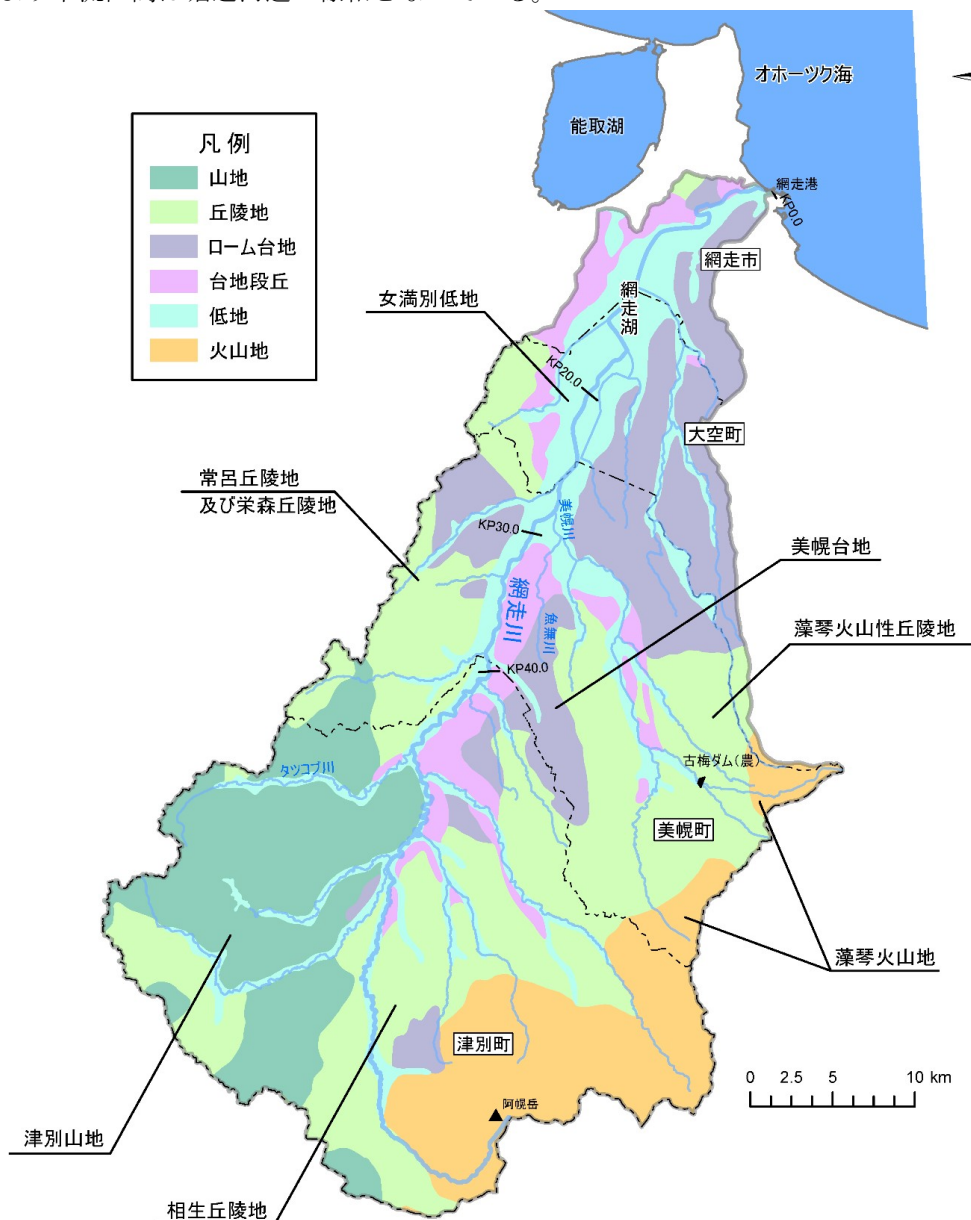 オホーツク海
能取湖
凡例
山地
丘陵地
ローム台地
台地段丘
低地
火山地
網走港
KP0.0
網走市
女満別低地
網走湖
KP20.0
大空町
常呂丘陵地
及び栄森丘陵地
KP30.0
美幌川
美幌台地
網走川
魚無川
藻琴火山性丘陵地
KP40.0
タツコブ川
古梅ダム(農)
美幌町
藻琴火山地
津別町
0 2.5 5 10 km
阿幌岳
津別山地
相生丘陵地